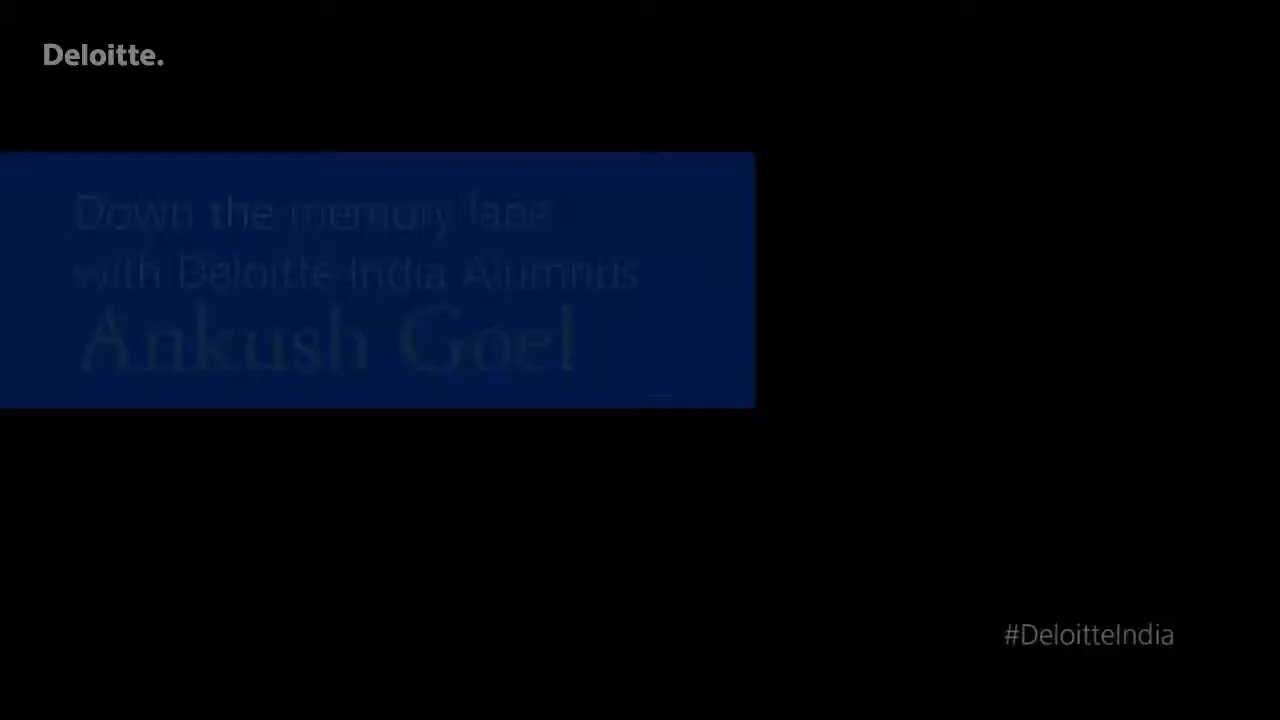 Deloitte.
Down the memory lane
with Deloitte India Alumnus
Ankush Goel
#DeloitteIndia